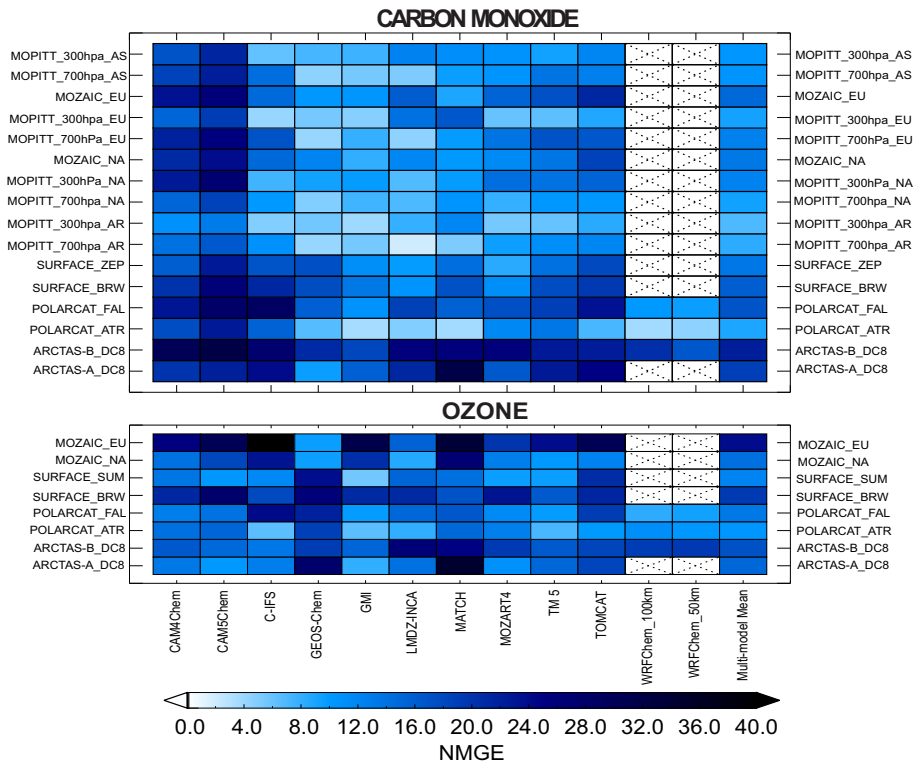 CARBON MONOXIDE
MOPITT_300hpa_AS MOPITT_300hpa_AS
MOPITT_700hpa_AS MOPITT_700hpa_AS
MOZAIC_EU MOZAIC_EU
MOPITT_300hpa_EU MOPITT_300hpa_EU
MOPITT_700hPa_EU MOPITT_700hpa_EU
MOZAIC_NA MOZAIC_NA
MOPITT_300hPa_NA MOPITT_300hPa_NA
MOPITT_700hpa_NA MOPITT_700hpa_NA
MOPITT_300hpa_AR MOPITT_300hpa_AR
MOPITT_700hpa_AR MOPITT_700hpa_AR
SURFACE_ZEP SURFACE_ZEP
SURFACE_BRW SURFACE_BRW
POLARCAT_FAL POLARCAT_FAL
POLARCAT_ATR POLARCAT_ATR
ARCTAS-B_DC8 ARCTAS-B_DC8
ARCTAS-A_DC8 ARCTAS-A_DC8
OZONE
MOZAIC_EU MOZAIC_EU
MOZAIC_NA MOZAIC_NA
SURFACE_SUM SURFACE_SUM
SURFACE_BRW SURFACE_BRW
POLARCAT_FAL POLARCAT_FAL
POLARCAT_ATR POLARCAT_ATR
ARCTAS-B_DC8 ARCTAS-B_DC8
ARCTAS-A_DC8 ARCTAS-A_DC8
CAM4Chem
CAM5Chem
C-IFS
GEOS-Chem
GMI
LMDZ-INCA
MATCH
MOZART4
TM 5
TOMCAT
WRFChem_100km
WRFChem_50km
Multi-model Mean
0.0 4.0 8.0 12.0 16.0 20.0 24.0 28.0 32.0 36.0 40.0
NMGE